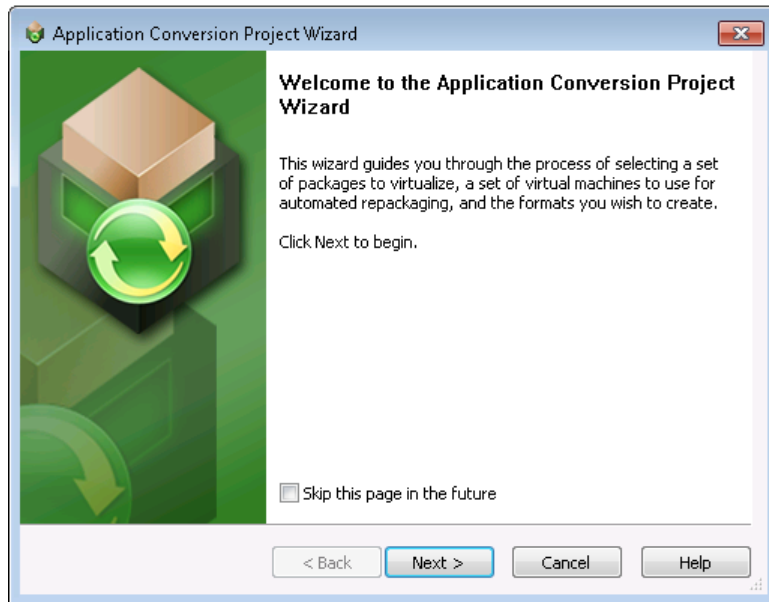 Application Conversion Project Wizard
Welcome to the Application Conversion Project
Wizard
This wizard guides you through the process of selecting a set
of packages to virtualize, a set of virtual machines to use for
automated repackaging, and the formats you wish to create.
Click Next to begin.
Skip this page in the future
< Back Next > Cancel Help